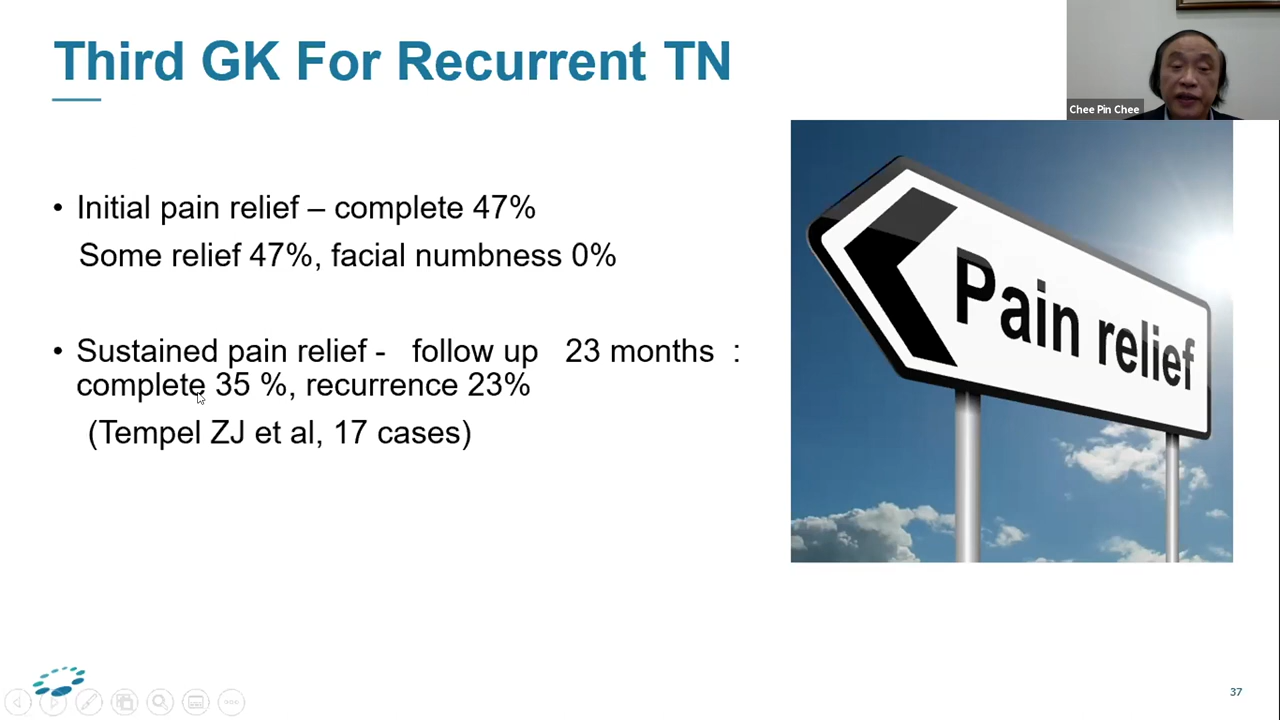 Third GK For Recurrent TN
Chee Pin Chee
• Initial pain relief – complete 47%
Some relief 47%, facial numbness 0%
• Sustained pain relief - follow up 23 months :
complete 35 %, recurrence 23%
(Tempel ZJ et al, 17 cases)
Pain relief
37